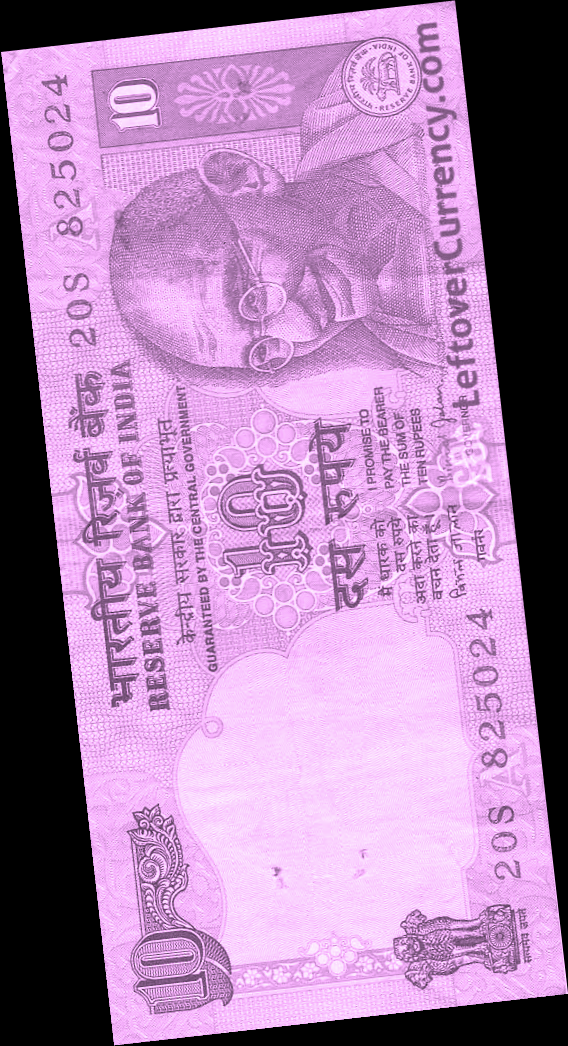 20S 825024
10
भारतीय रिज़र्व बैंक
RESERVE BANK OF INDIA
केन्द्रीय सरकार द्वारा प्रत्याभूत
GUARANTEED BY THE CENTRAL GOVERNMENT
10
दस रुपये
मैं धारक को
दस रुपये
अदा करने का
वचन देता हूँ
I PROMISE TO
PAY THE BEARER
THE SUM OF
TEN RUPEES
गवर्नर
GOVERNOR
20S 825024
10
सत्यमेव जयते
RESERVE BANK OF INDIA
LeftoverCurrency.com